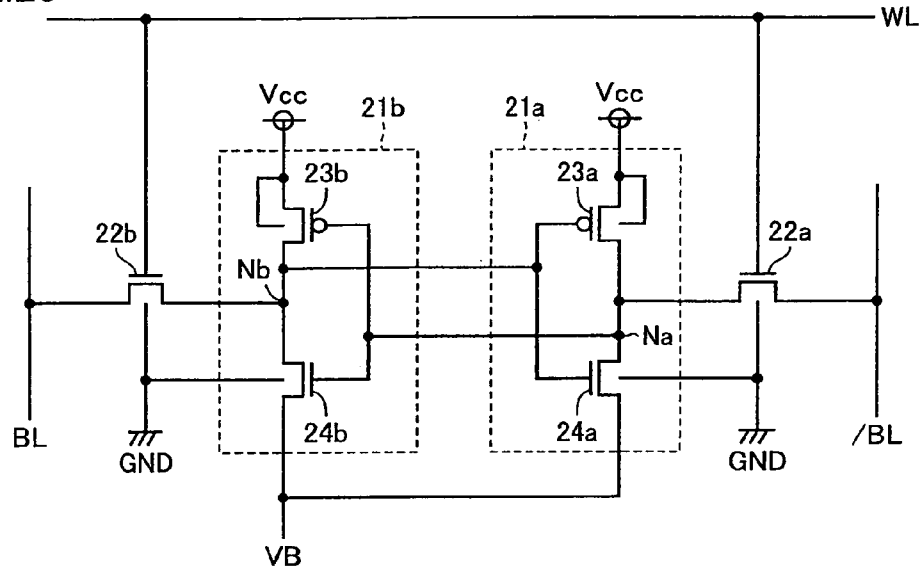 WL
Vcc
Vcc
21b
21a
23b
23a
22b
22a
Nb
Na
24b
24a
BL
GND
GND
/BL
VB